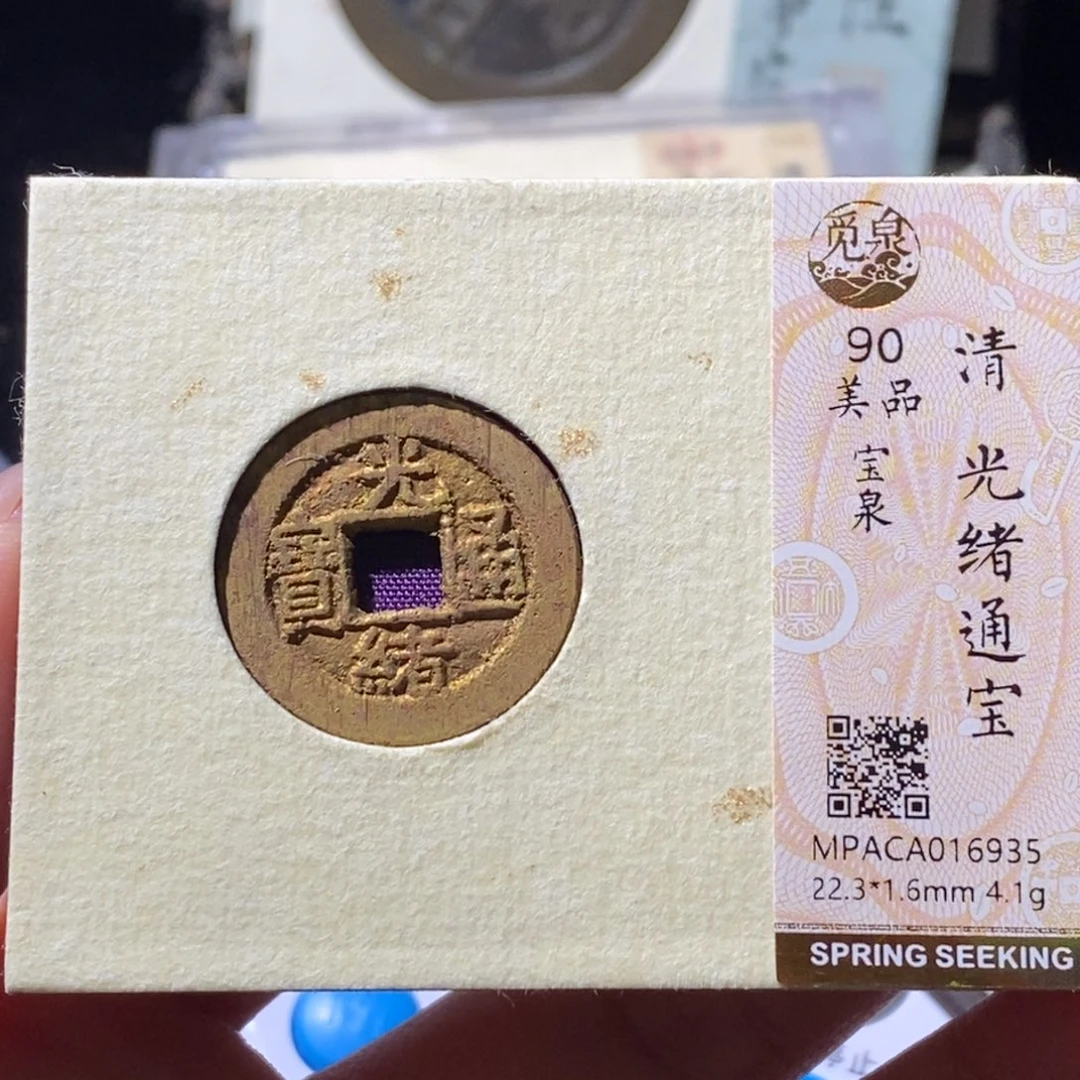 光緒通寶
觅泉
90
美品
宝泉
清 光绪通宝
MPACA016935
22.3*1.6mm 4.1g
SPRING SEEKING